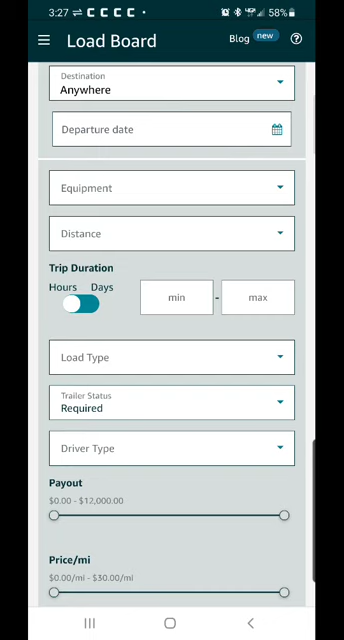 3:27
58%
Load Board
Blog new ?
Destination
Anywhere
Departure date
Equipment
Distance
Trip Duration
Hours Days
min - max
Load Type
Trailer Status
Required
Driver Type
Payout
$0.00 - $12,000.00
Price/mi
$0.00/mi - $30.00/mi